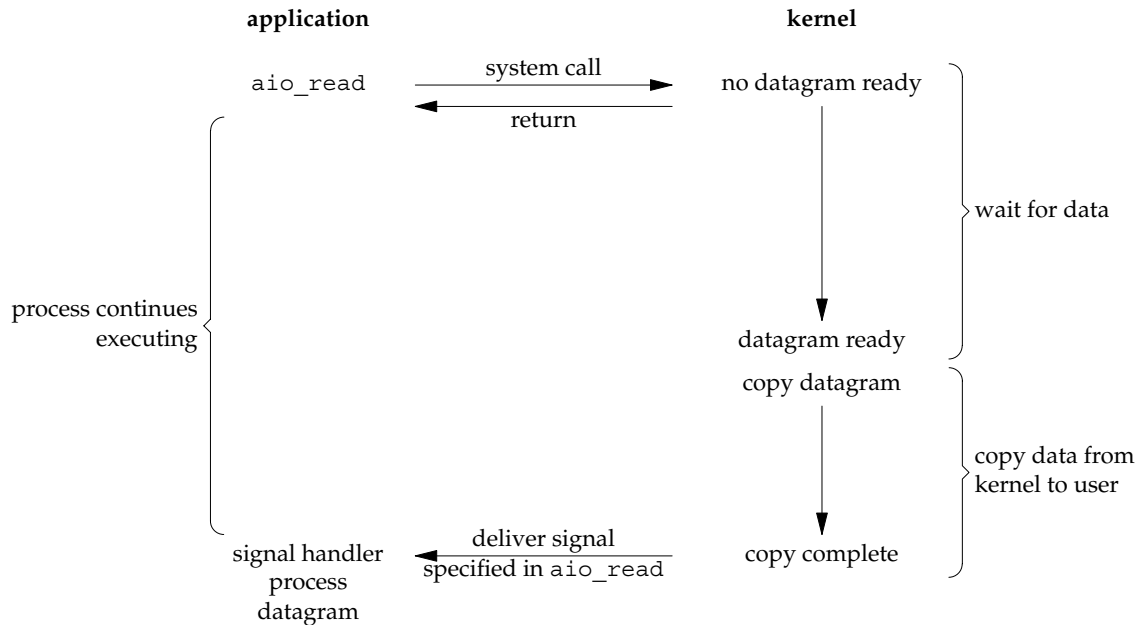 application
kernel
aio_read
system call
no datagram ready
return
wait for data
process continues
executing
datagram ready
copy datagram
copy data from
kernel to user
signal handler
process
datagram
deliver signal
specified in aio_read
copy complete